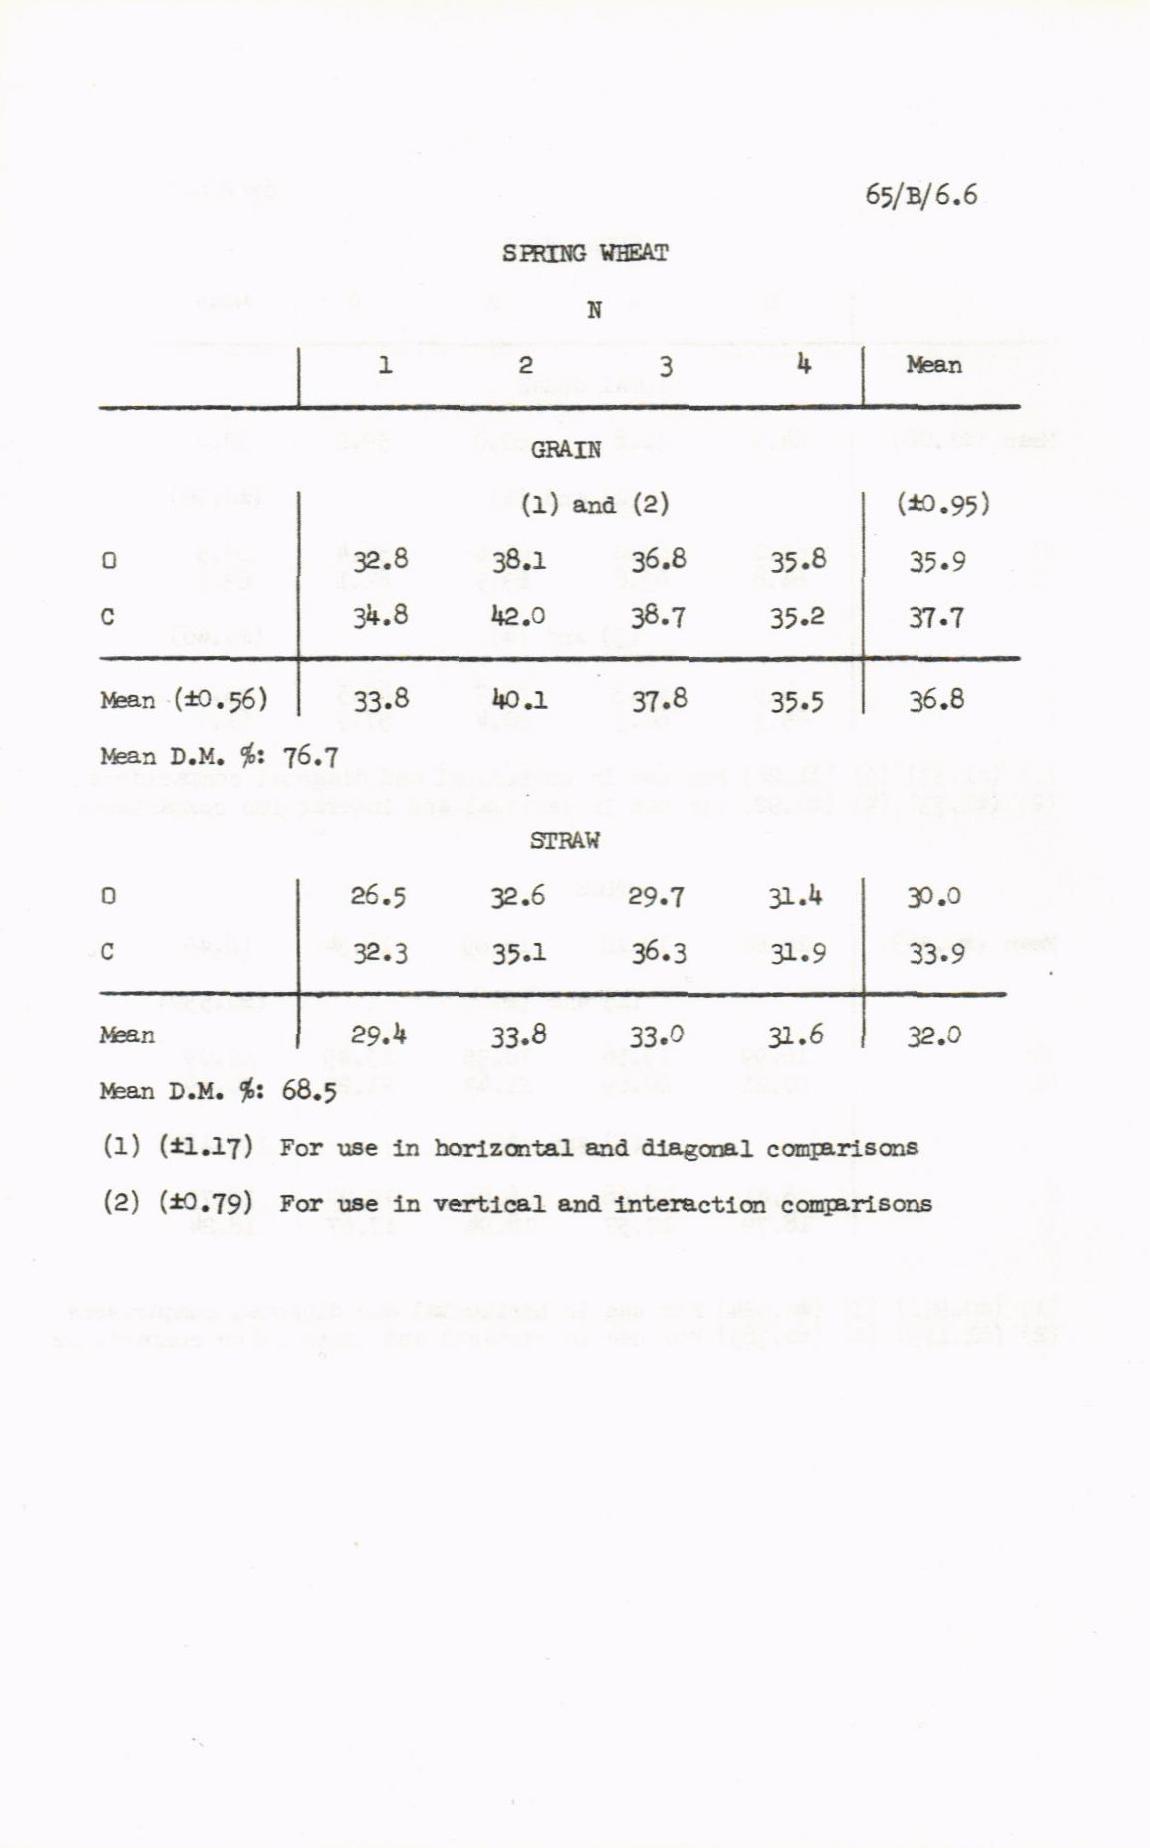 65/B/6.6
SPRING WHEAT
N
1 2 3 4 Mean
GRAIN
(1) and (2) (±0.95)
O 32.8 38.1 36.8 35.8 35.9
C 34.8 42.0 38.7 35.2 37.7
Mean (±0.56) 33.8 40.1 37.8 35.5 36.8
Mean D.M. %: 76.7
STRAW
O 26.5 32.6 29.7 31.4 30.0
C 32.3 35.1 36.3 31.9 33.9
Mean 29.4 33.8 33.0 31.6 32.0
Mean D.M. %: 68.5
(1) (±1.17) For use in horizontal and diagonal comparisons
(2) (±0.79) For use in vertical and interaction comparisons